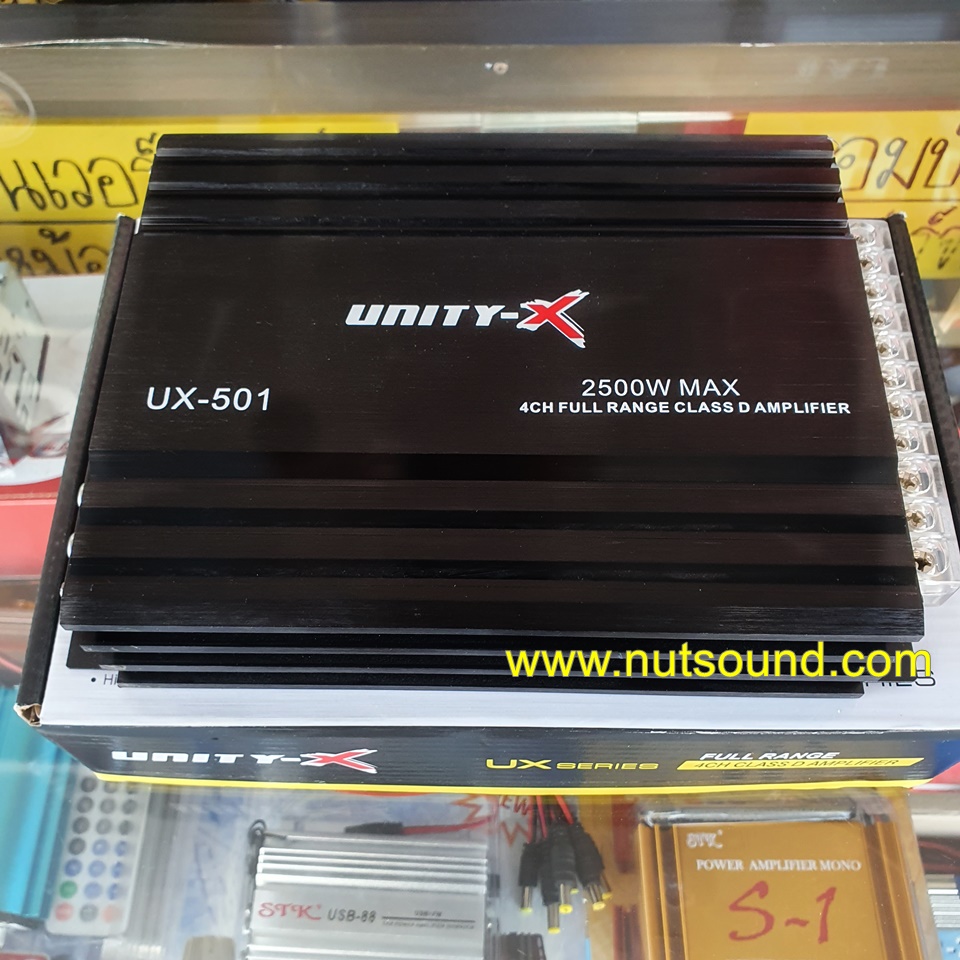 UNITY-X
UX-501
2500W MAX
4CH FULL RANGE CLASS D AMPLIFIER
www.nutsound.com
UNITY-X
UX SERIES
FULL RANGE
4CH CLASS D AMPLIFIER
STK
USB-88
STK
POWER AMPLIFIER MONO
S-1